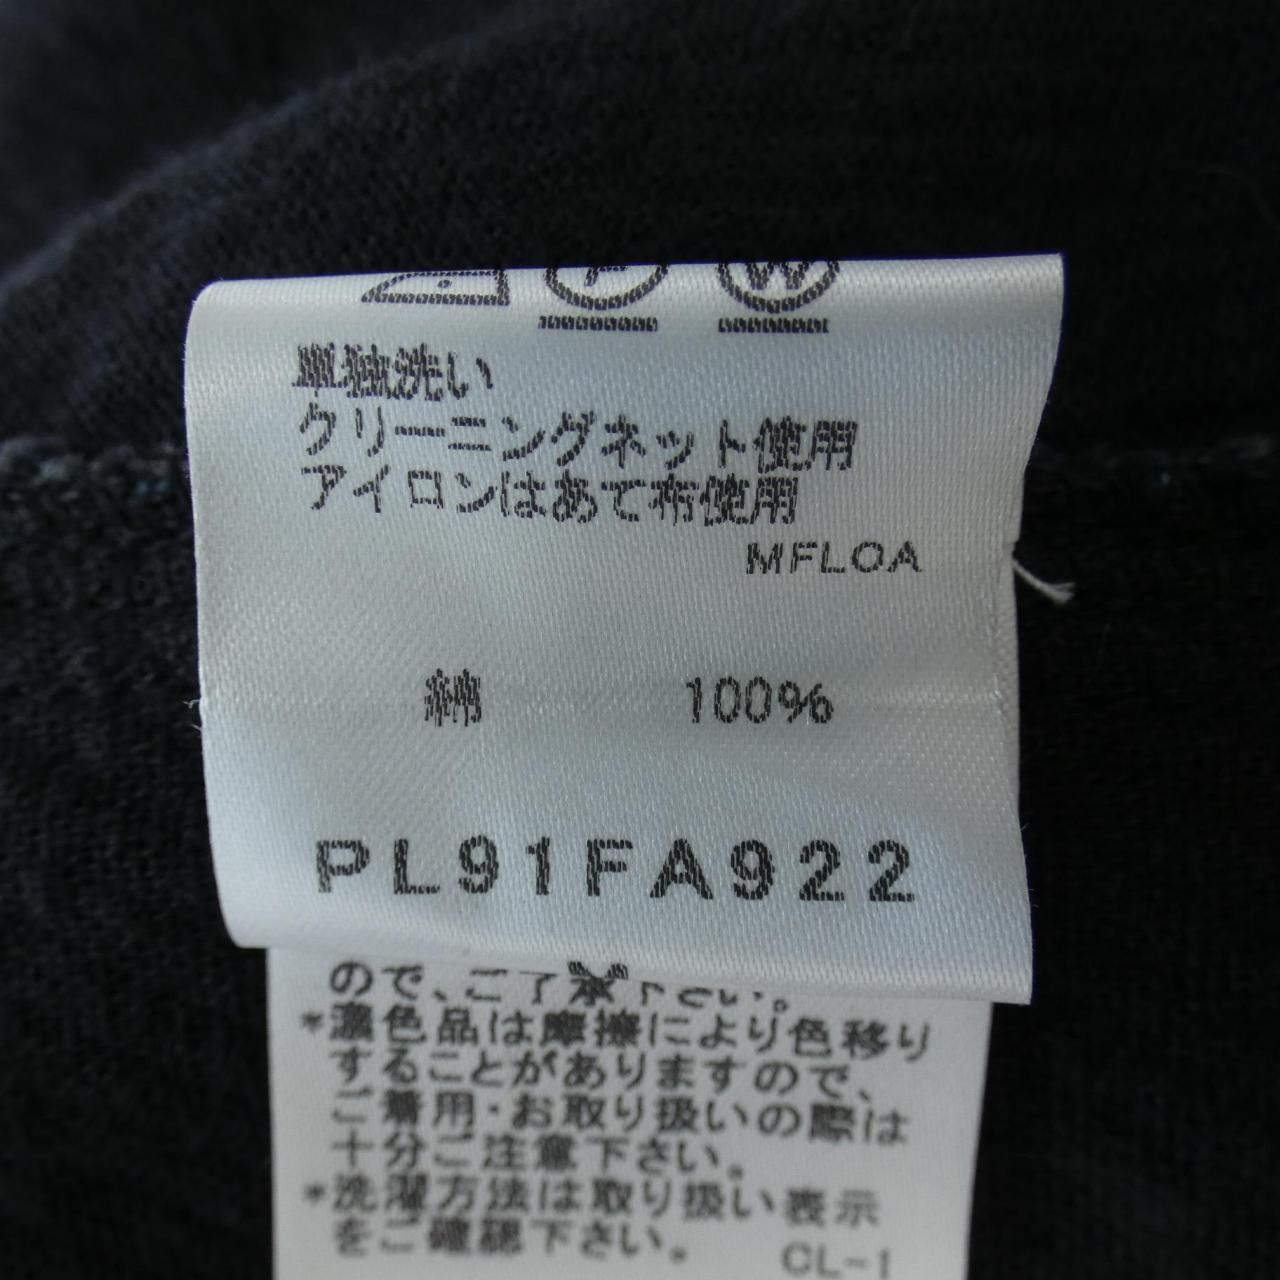 P W
単独洗い
クリーニングネット使用
アイロンはあて布使用
MFLOA
綿 100%
PL91FA922
ので、ご了承下さい。
*濃色品は摩擦により色移り
することがありますので、
ご着用・お取り扱いの際は
十分ご注意下さい。
*洗濯方法は取り扱い表示
をご確認下さい。
CL-1